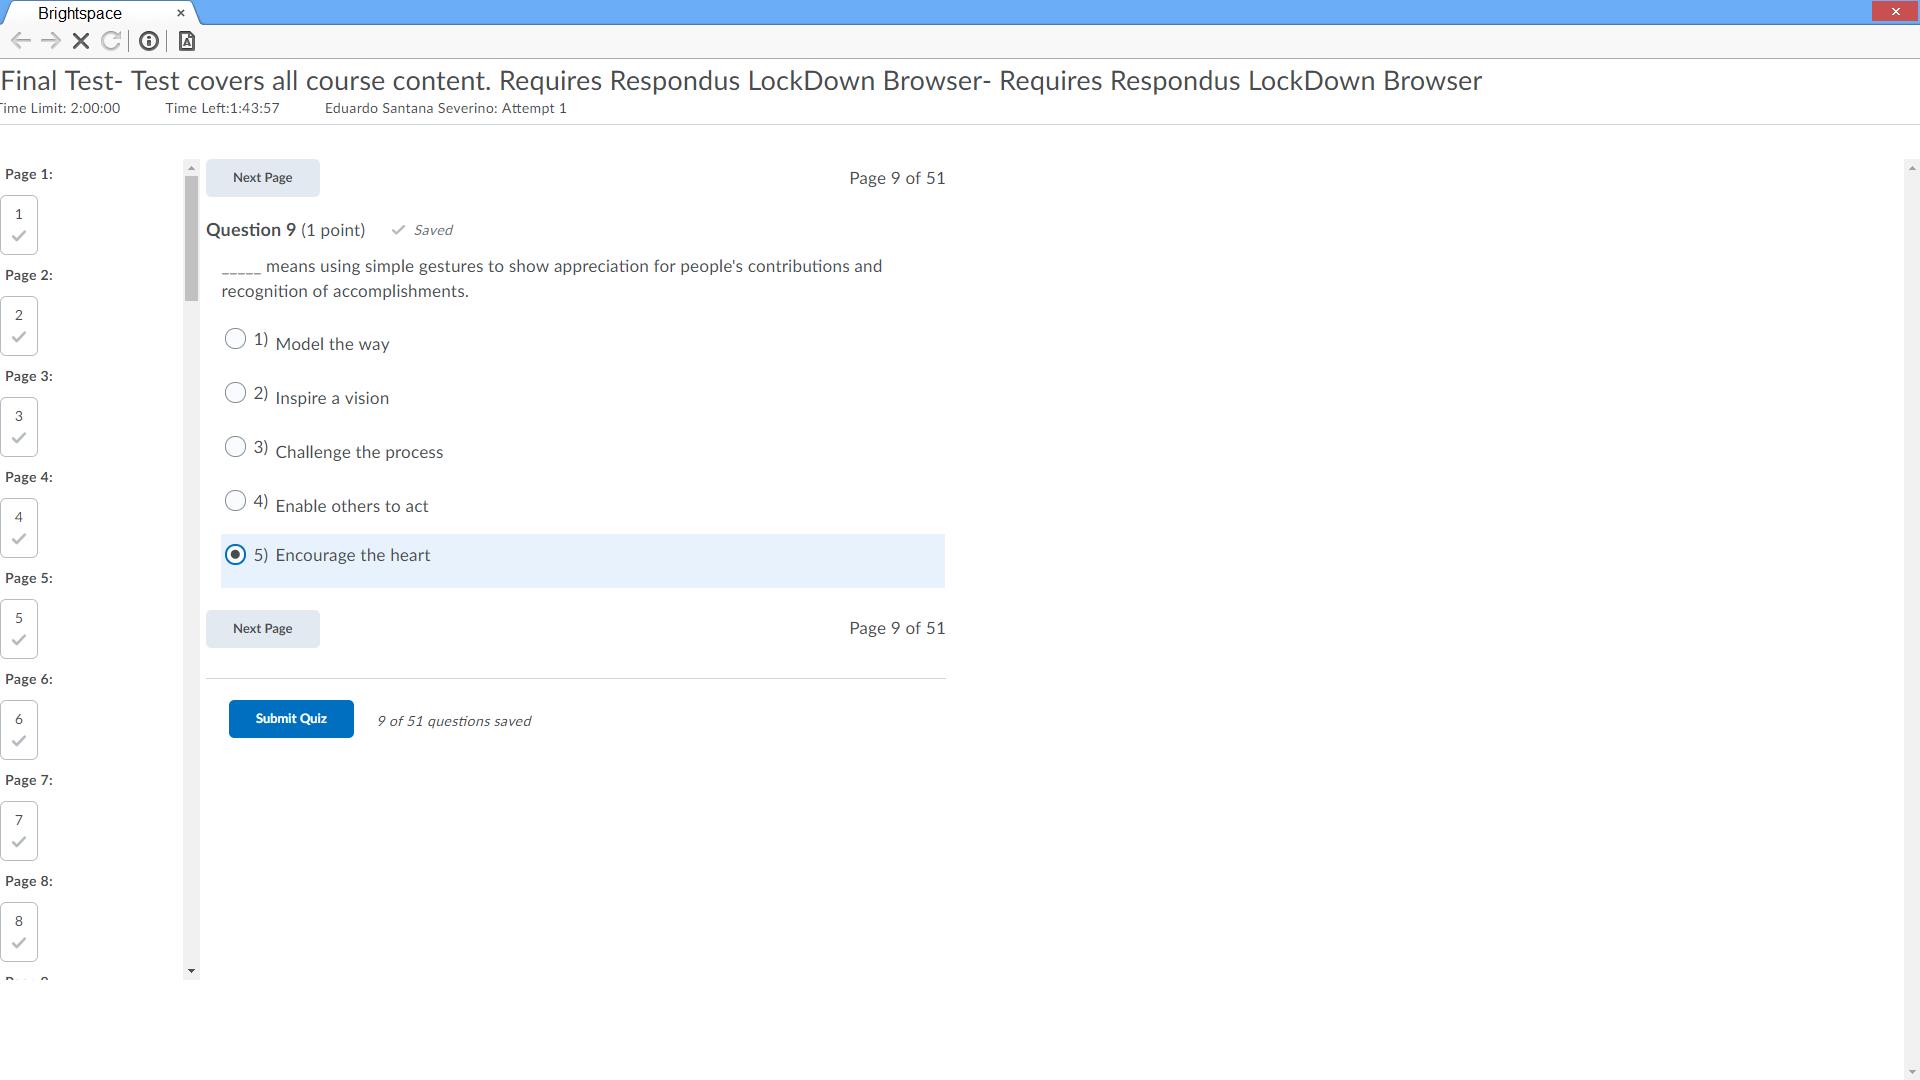 Brightspace
Final Test- Test covers all course content. Requires Respondus LockDown Browser- Requires Respondus LockDown Browser
Time Limit: 2:00:00 Time Left:1:43:57 Eduardo Santana Severino: Attempt 1
Page 1:
1
Page 2:
2
Page 3:
3
Page 4:
4
Page 5:
5
Page 6:
6
Page 7:
7
Page 8:
8
Next Page Page 9 of 51
Question 9 (1 point) Saved
_____ means using simple gestures to show appreciation for people's contributions and
recognition of accomplishments.
1) Model the way
2) Inspire a vision
3) Challenge the process
4) Enable others to act
5) Encourage the heart
Next Page Page 9 of 51
Submit Quiz 9 of 51 questions saved